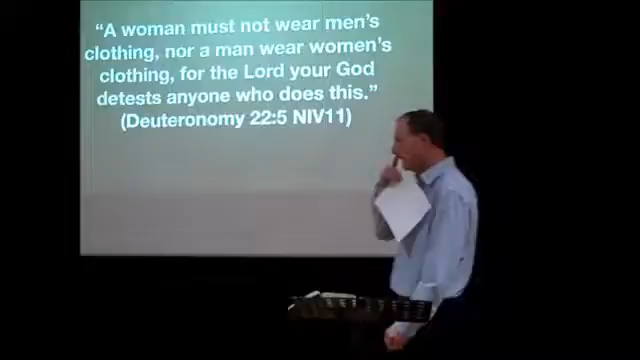 “A woman must not wear men’s
clothing, nor a man wear women’s
clothing, for the Lord your God
detests anyone who does this.”
(Deuteronomy 22:5 NIV11)